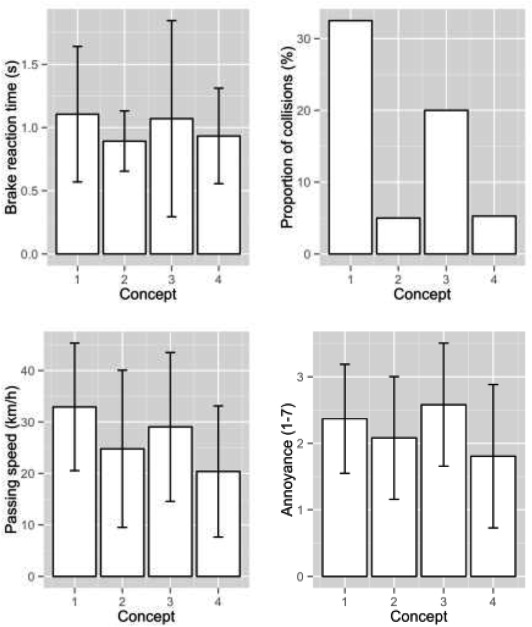 Brake reaction time (s)
1.5
1.0
0.5
0.0
1 2 3 4
Concept
Proportion of collisions (%)
30
20
10
0
1 2 3 4
Concept
Passing speed (km/h)
40
30
20
10
0
1 2 3 4
Concept
Annoyance (1-7)
3
2
1
0
1 2 3 4
Concept